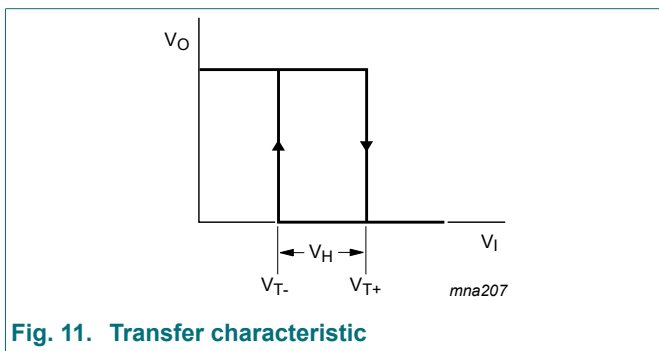 VO
VH
VI
VT-
VT+
mna207
Fig. 11. Transfer characteristic